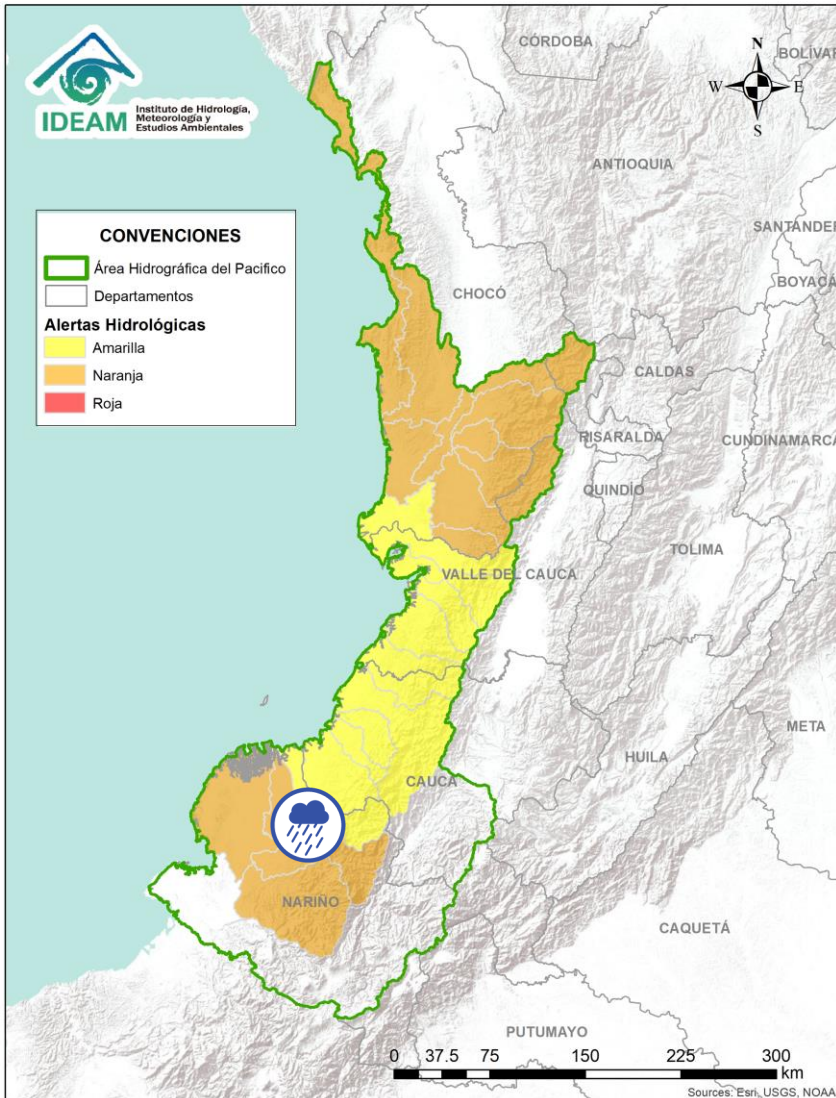 IDEAM
Instituto de Hidrología,
Meteorología y
Estudios Ambientales
N
W
E
S
CÓRDOBA
BOLÍVAR
ANTIOQUIA
SANTANDER
BOYACÁ
CHOCÓ
CALDAS
RISARALDA
CUNDINAMARCA
QUINDÍO
TOLIMA
VALLE DEL CAUCA
META
HUILA
CAUCA
NARIÑO
CAQUETÁ
PUTUMAYO
CONVENCIONES
Área Hidrográfica del Pacifico
Departamentos
Alertas Hidrológicas
Amarilla
Naranja
Roja
0 37.5 75 150 225 300
km
Sources: Esri, USGS, NOAA